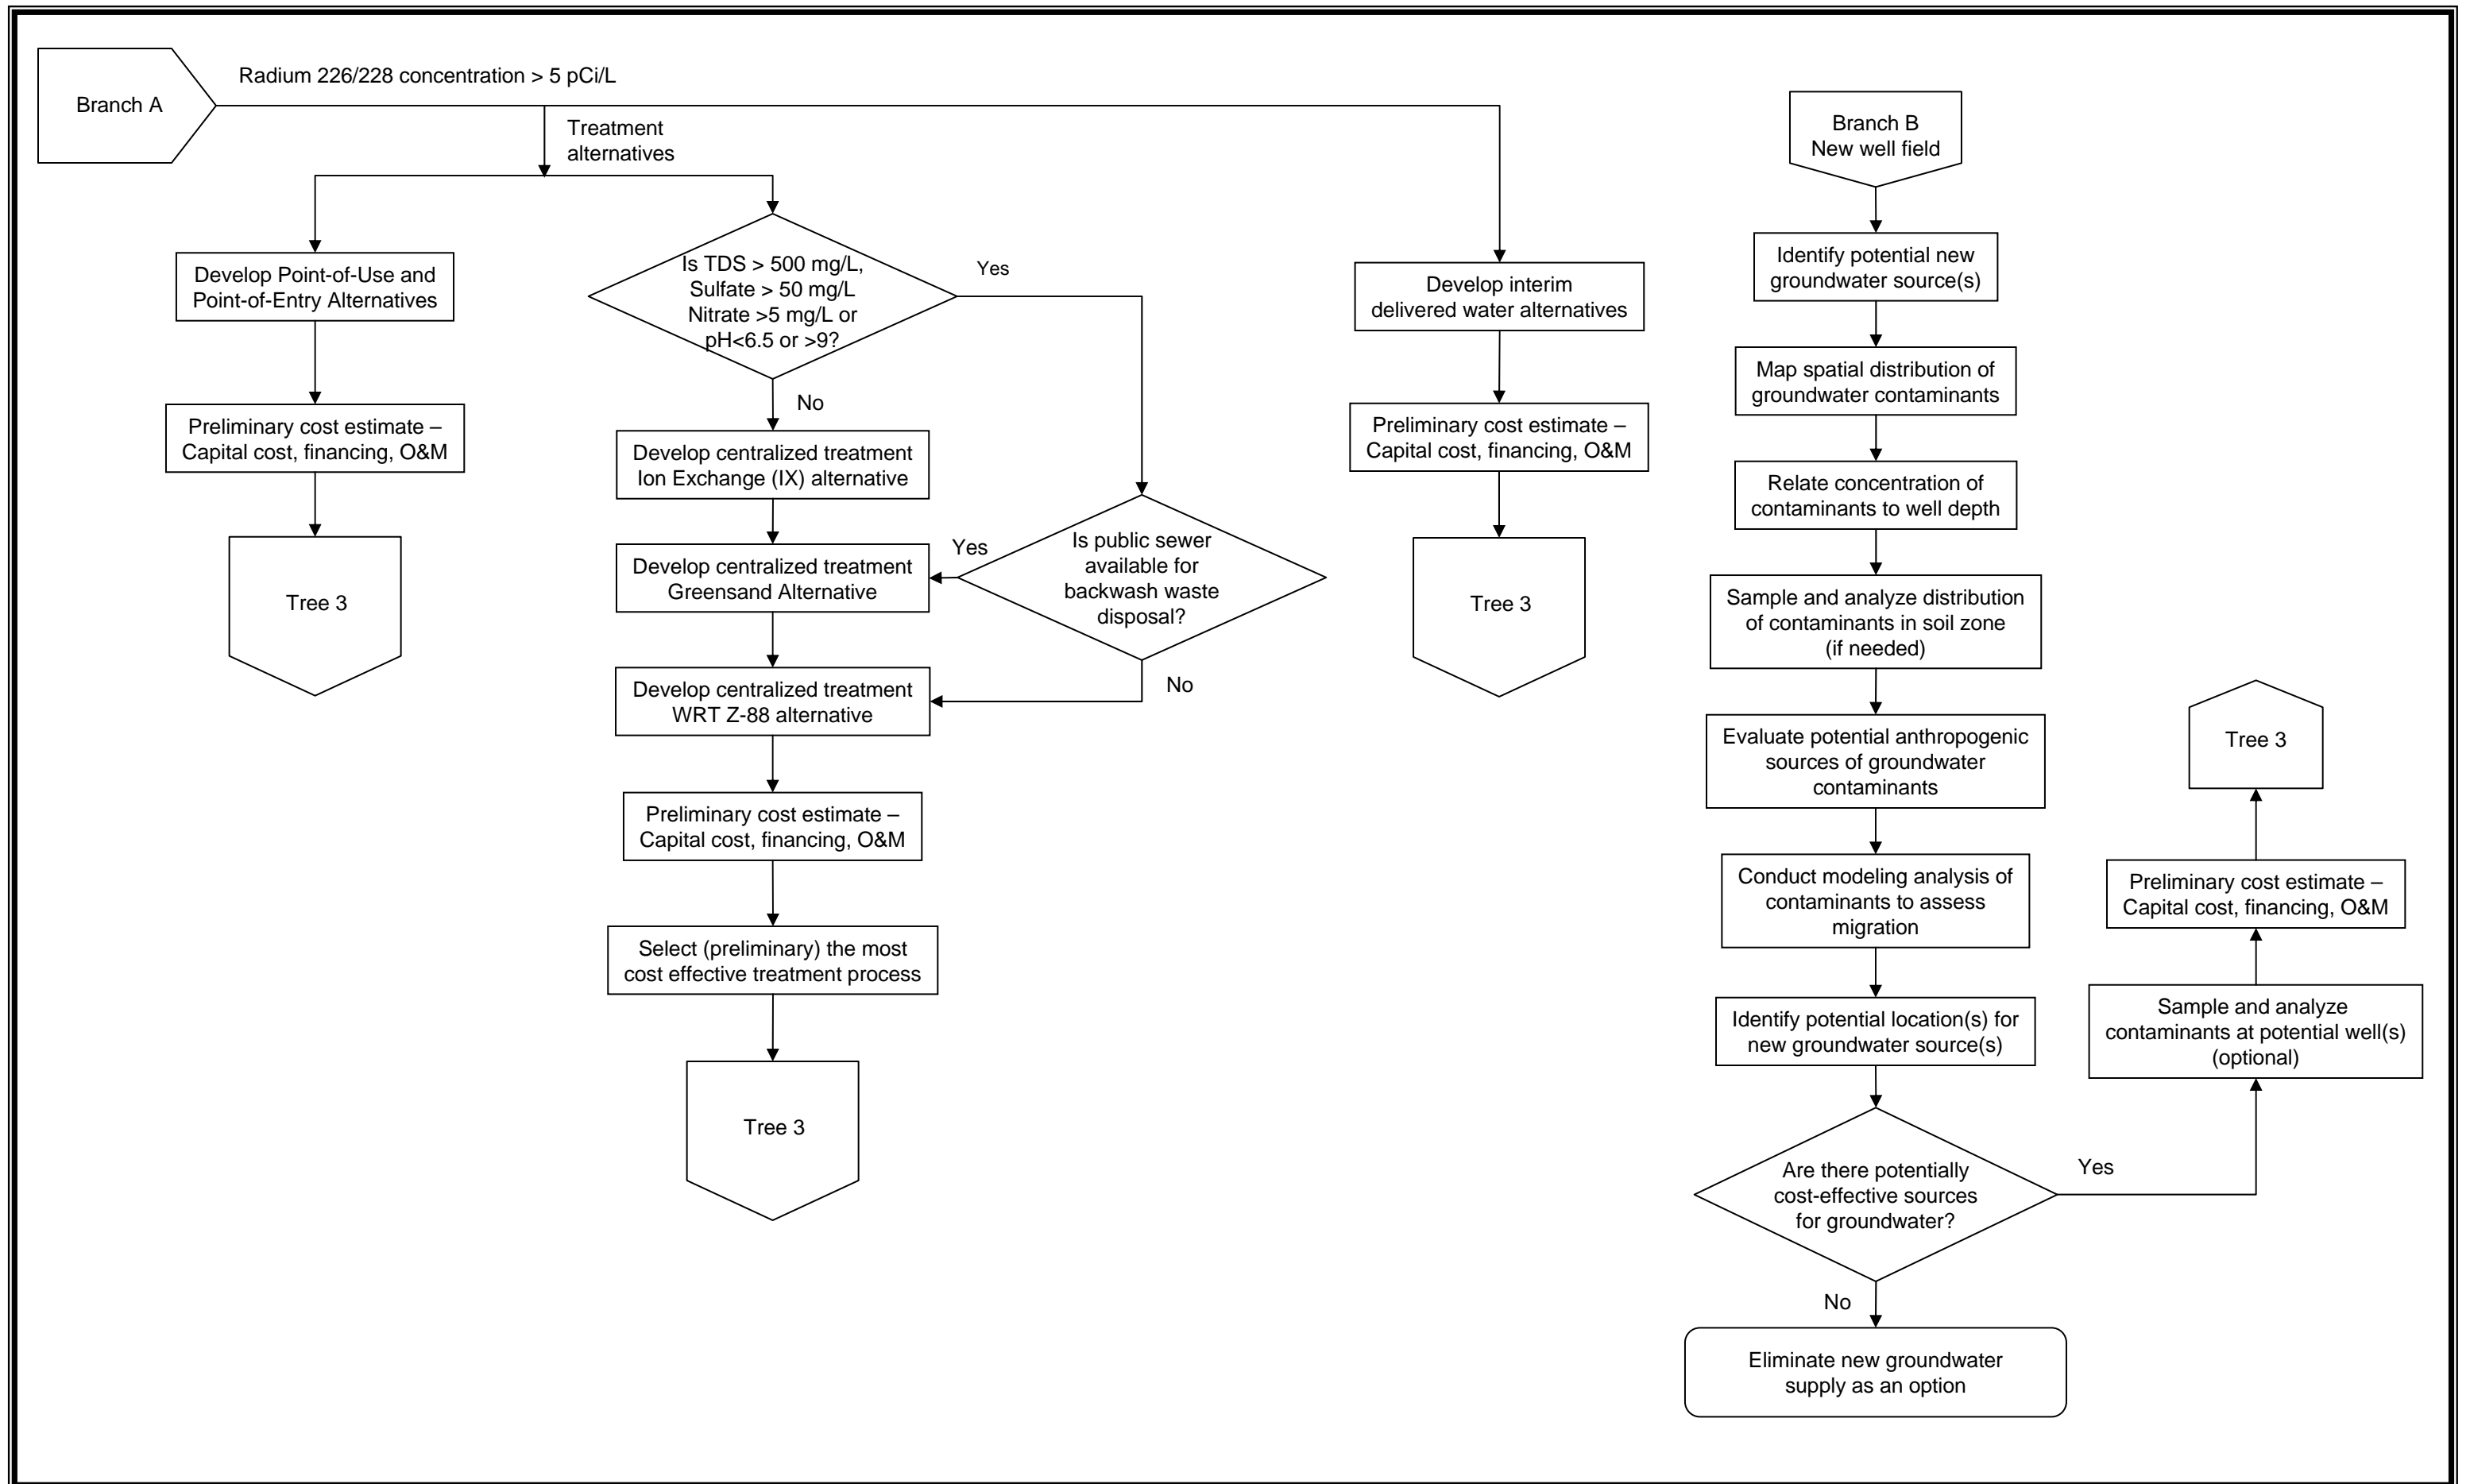 Branch A
Radium 226/228 concentration > 5 pCi/L
Treatment
alternatives
Develop Point-of-Use and
Point-of-Entry Alternatives
Preliminary cost estimate –
Capital cost, financing, O&M
Tree 3
Is TDS > 500 mg/L,
Sulfate > 50 mg/L
Nitrate >5 mg/L or
pH<6.5 or >9?
Yes
No
Develop centralized treatment
Ion Exchange (IX) alternative
Develop centralized treatment
Greensand Alternative
Yes
Is public sewer
available for
backwash waste
disposal?
No
Develop centralized treatment
WRT Z-88 alternative
Preliminary cost estimate –
Capital cost, financing, O&M
Select (preliminary) the most
cost effective treatment process
Tree 3
Develop interim
delivered water alternatives
Preliminary cost estimate –
Capital cost, financing, O&M
Tree 3
Branch B
New well field
Identify potential new
groundwater source(s)
Map spatial distribution of
groundwater contaminants
Relate concentration of
contaminants to well depth
Sample and analyze distribution
of contaminants in soil zone
(if needed)
Evaluate potential anthropogenic
sources of groundwater
contaminants
Conduct modeling analysis of
contaminants to assess
migration
Identify potential location(s) for
new groundwater source(s)
Are there potentially
cost-effective sources
for groundwater?
Yes
No
Eliminate new groundwater
supply as an option
Sample and analyze
contaminants at potential well(s)
(optional)
Preliminary cost estimate –
Capital cost, financing, O&M
Tree 3